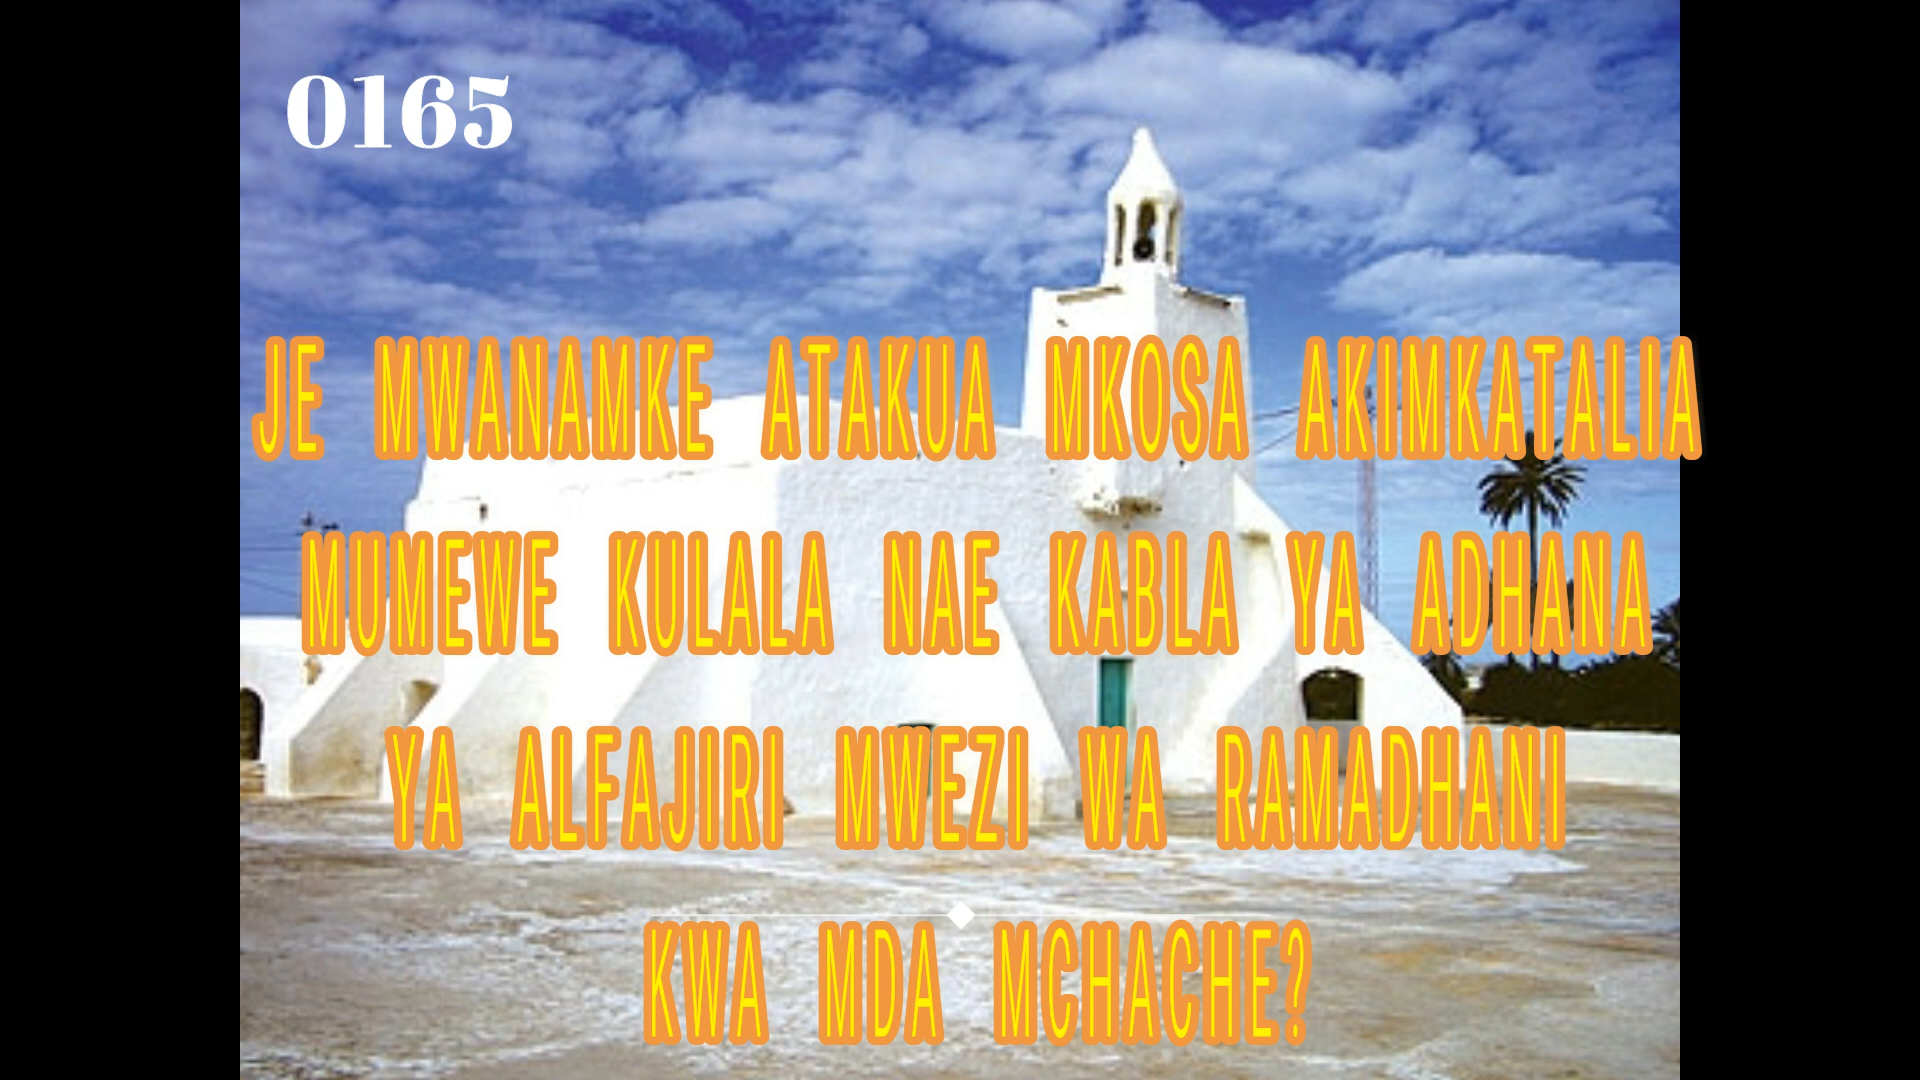 0165
JE MWANAMKE ATAKUA MKOSA AKIMKATALIA
MUMEWE KULALA NAE KABLA YA ADHANA
YA ALFAJIRI MWEZI WA RAMADHANI
KWA MDA MCHACHE?